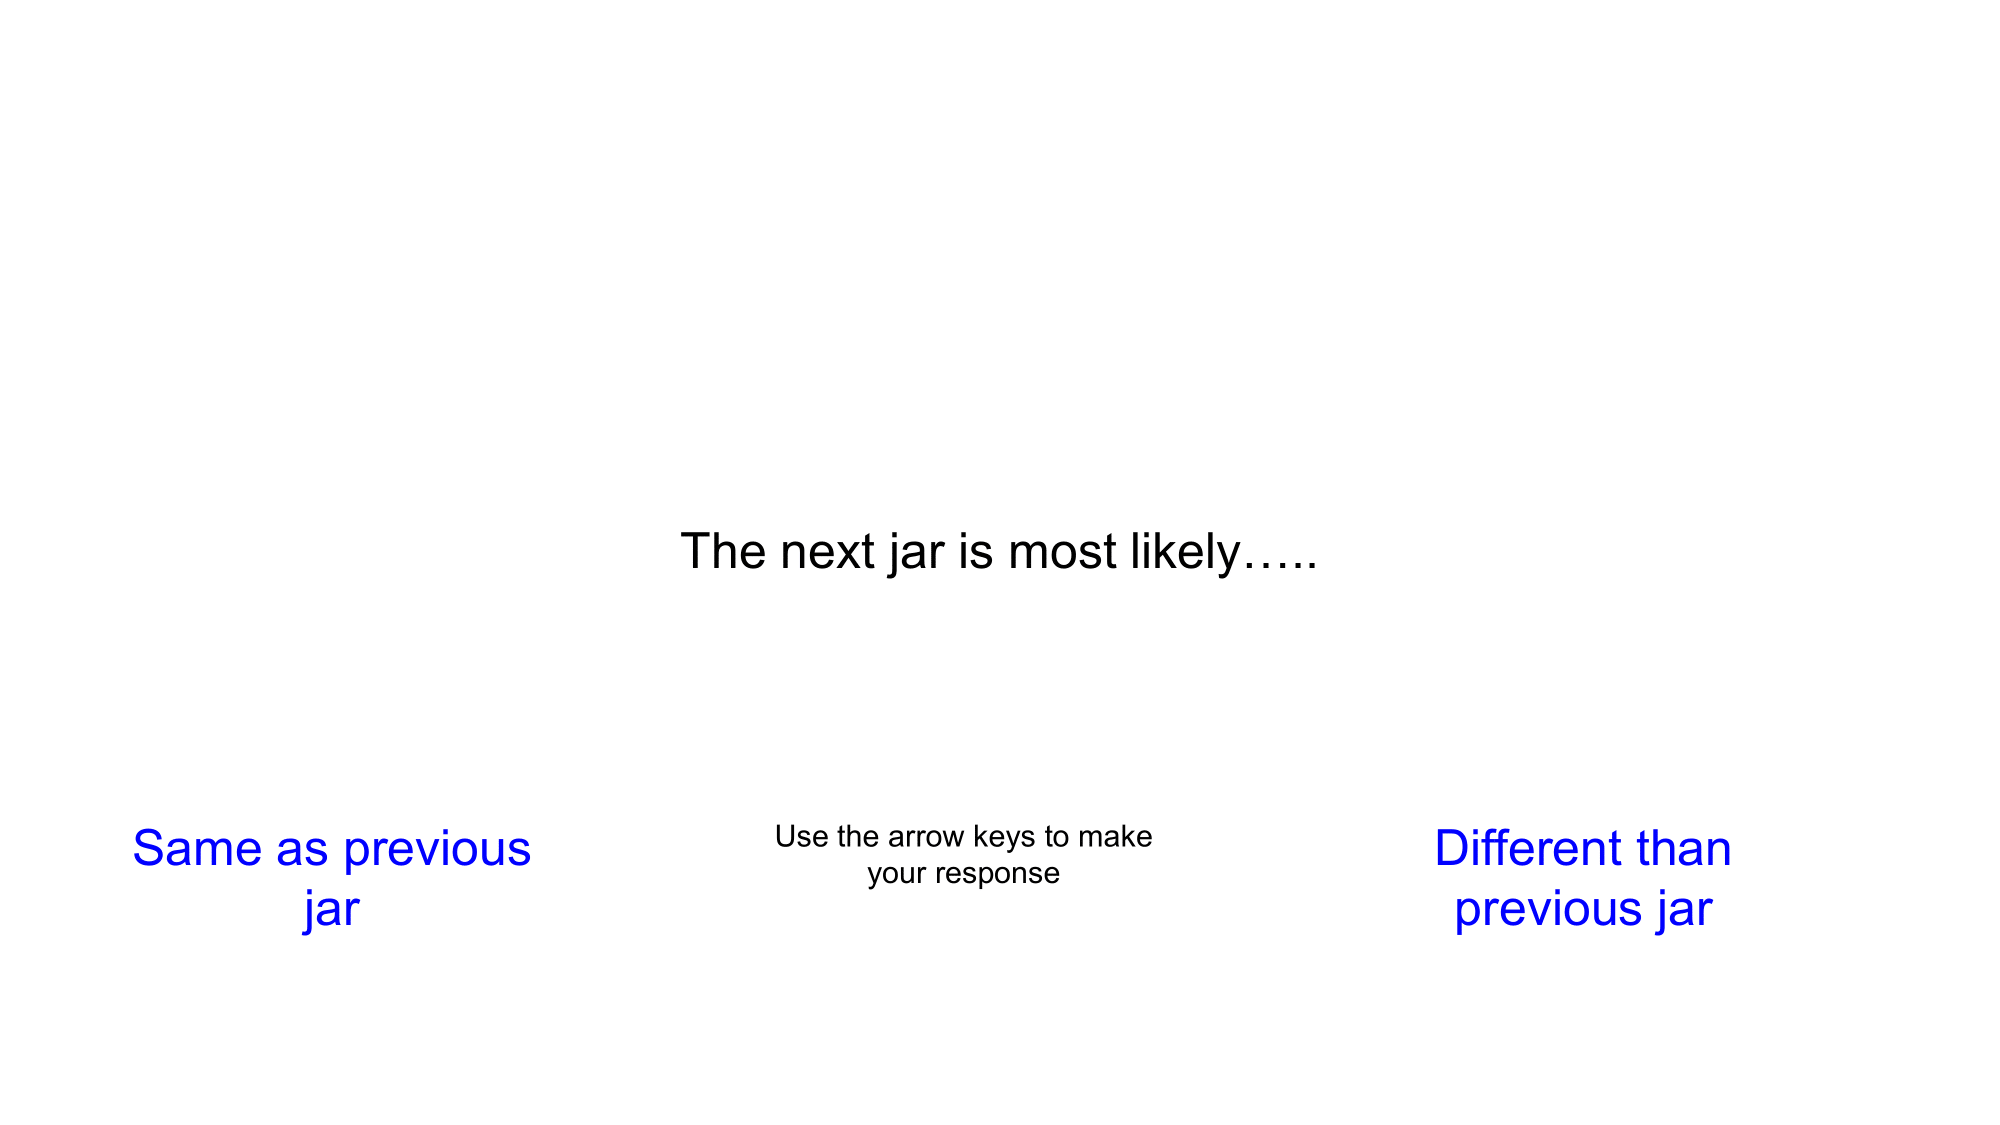 The next jar is most likely…..
Same as previous
jar
Use the arrow keys to make
your response
Different than
previous jar